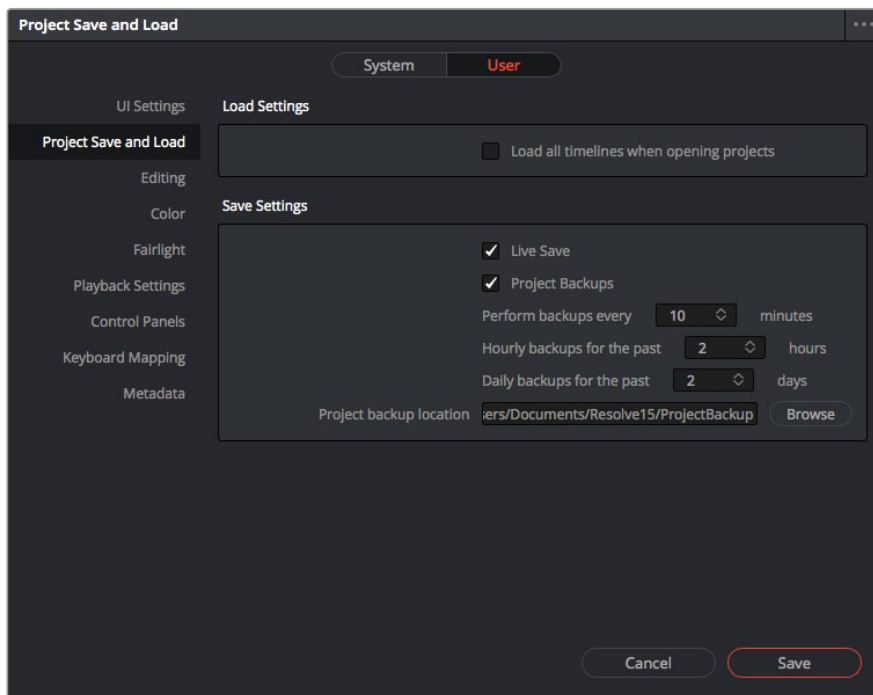 Project Save and Load
System User
UI Settings
Project Save and Load
Editing
Color
Fairlight
Playback Settings
Control Panels
Keyboard Mapping
Metadata
Load Settings
Load all timelines when opening projects
Save Settings
Live Save
Project Backups
Perform backups every 10 minutes
Hourly backups for the past 2 hours
Daily backups for the past 2 days
Project backup location ers/Documents/Resolve15/ProjectBackup Browse
Cancel Save